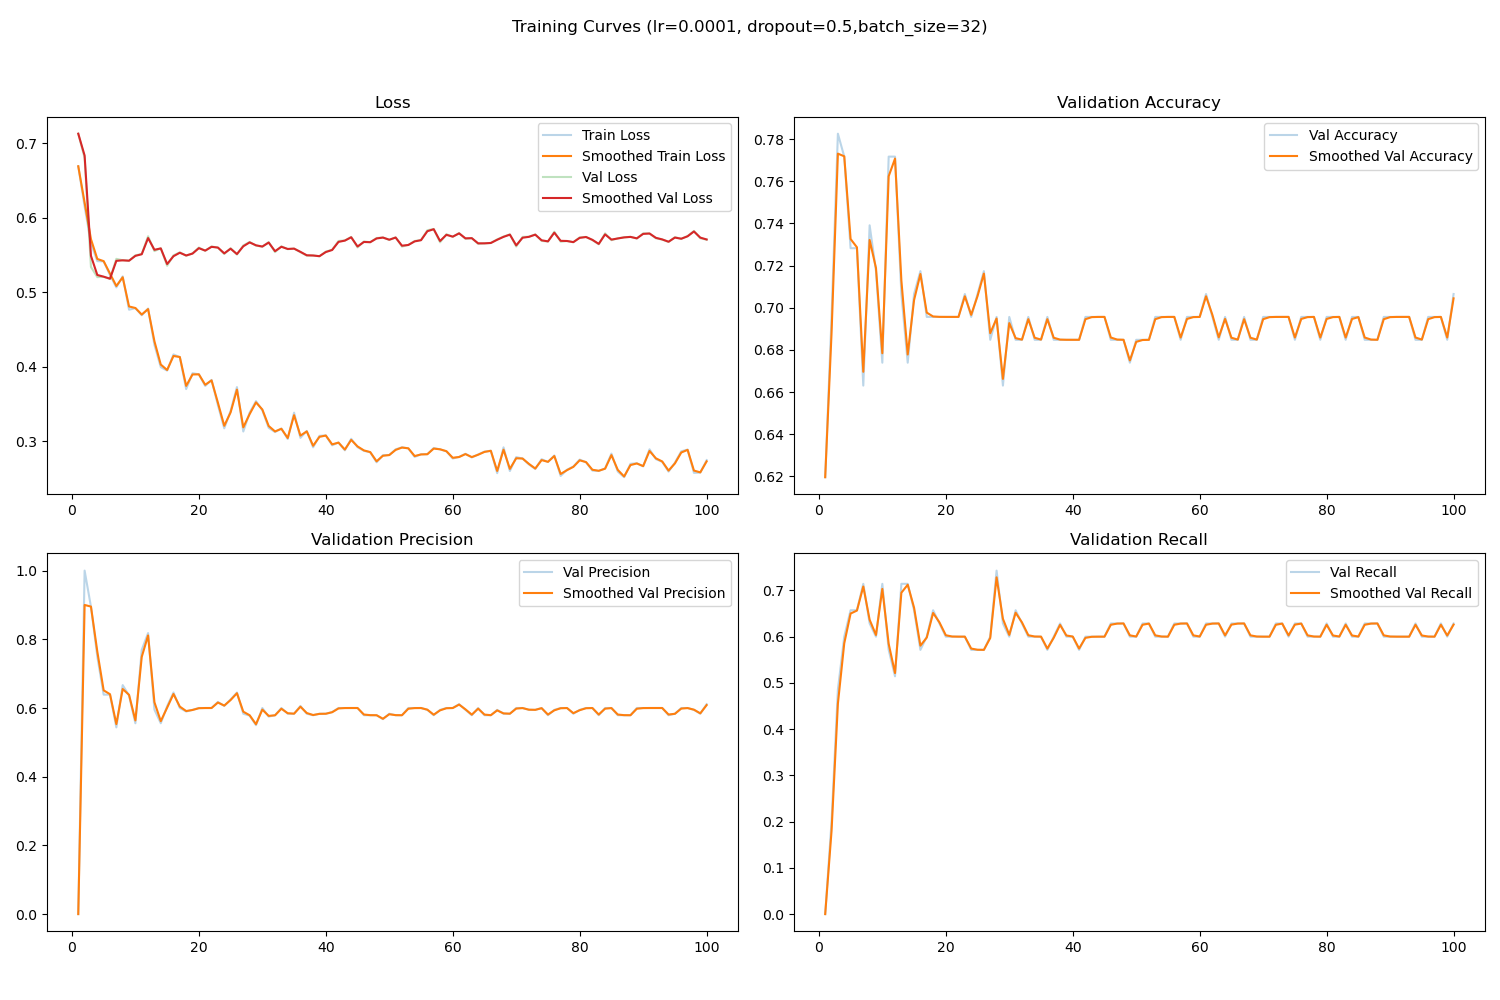 Training Curves (lr=0.0001, dropout=0.5,batch_size=32)
Loss
Train Loss
Smoothed Train Loss
Val Loss
Smoothed Val Loss
0.7
0.6
0.5
0.4
0.3
0 20 40 60 80 100
Validation Accuracy
Val Accuracy
Smoothed Val Accuracy
0.78
0.76
0.74
0.72
0.70
0.68
0.66
0.64
0.62
0 20 40 60 80 100
Validation Precision
Val Precision
Smoothed Val Precision
1.0
0.8
0.6
0.4
0.2
0.0
0 20 40 60 80 100
Validation Recall
Val Recall
Smoothed Val Recall
0.7
0.6
0.5
0.4
0.3
0.2
0.1
0.0
0 20 40 60 80 100